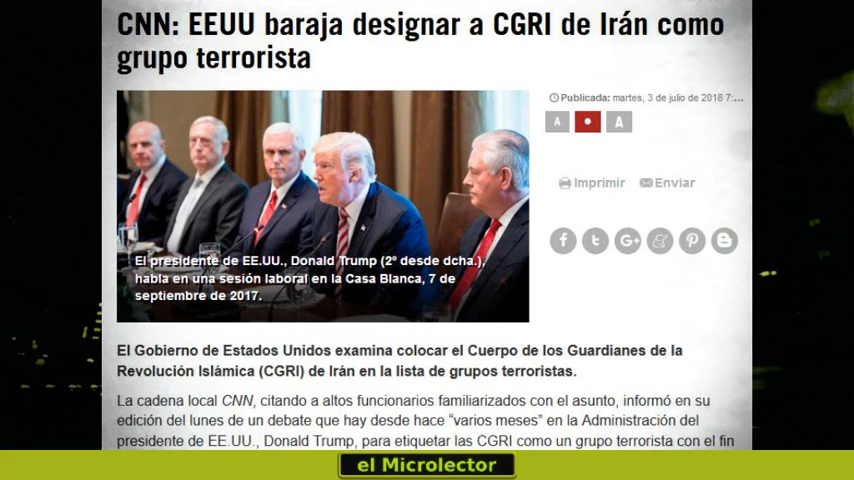 CNN: EEUU baraja designar a CGRI de Irán como
grupo terrorista
Publicada: martes, 3 de julio de 2018 7:...
A
A
Imprimir
Enviar
El presidente de EE.UU., Donald Trump (2º desde dcha.),
habla en una sesión laboral en la Casa Blanca, 7 de
septiembre de 2017.
El Gobierno de Estados Unidos examina colocar el Cuerpo de los Guardianes de la
Revolución Islámica (CGRI) de Irán en la lista de grupos terroristas.
La cadena local CNN, citando a altos funcionarios familiarizados con el asunto, informó en su
edición del lunes de un debate que hay desde hace “varios meses” en la Administración del
presidente de EE.UU., Donald Trump, para etiquetar las CGRI como un grupo terrorista con el fin
el Microlector